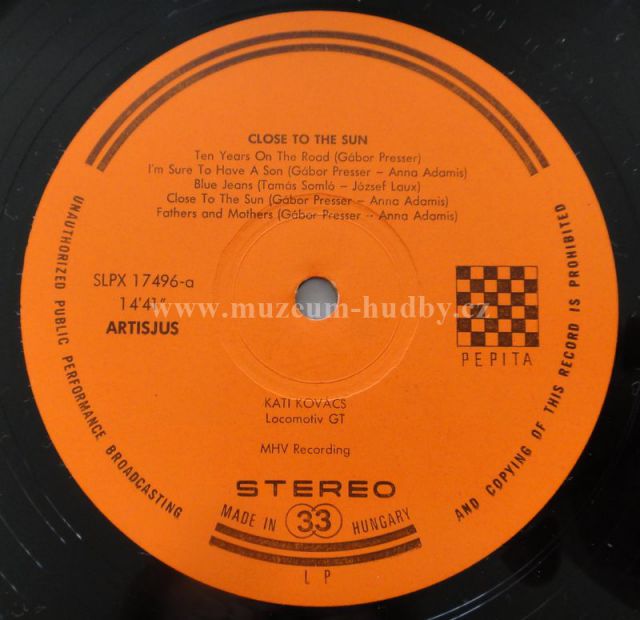 CLOSE TO THE SUN
Ten Years On The Road (Gábor Presser)
I'm Sure To Have A Son (Gábor Presser – Anna Adamis)
Blue Jeans (Tamás Somló – József Laux)
Close To The Sun (Gábor Presser – Anna Adamis)
Fathers and Mothers (Gábor Presser – Anna Adamis)
SLPX 17496-a
14'41"
ARTISJUS
www.muzeum-hudby.cz
PEPITA
KATI KOVÁCS
Locomotiv GT
MHV Recording
STEREO
MADE IN 33 HUNGARY
LP
UNAUTHORIZED PUBLIC PERFORMANCE BROADCASTING
AND COPYING OF THIS RECORD IS PROHIBITED